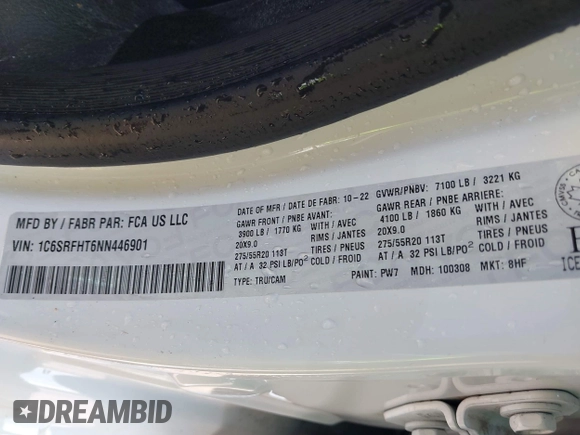 MFD BY / FABR PAR: FCA US LLC
VIN: 1C6SRFHT6NN446901
DATE OF MFR / DATE DE FABR: 10-22
GAWR FRONT / PNBE AVANT:
3900 LB / 1770 KG WITH / AVEC
20X9.0 RIMS / JANTES
275/55R20 113T TIRES / PNEUS
AT / A 32 PSI LB/PO² COLD / A FROID
TYPE: TRU/CAM
GVWR/PNBV: 7100 LB / 3221 KG
GAWR REAR / PNBE ARRIERE:
4100 LB / 1860 KG WITH / AVEC
20X9.0 RIMS / JANTES
275/55R20 113T TIRES / PNEUS
AT / A 32 PSI LB/PO² COLD / A FROID
PAINT: PW7 MDH: 100308 MKT: 8HF
DREAMBID